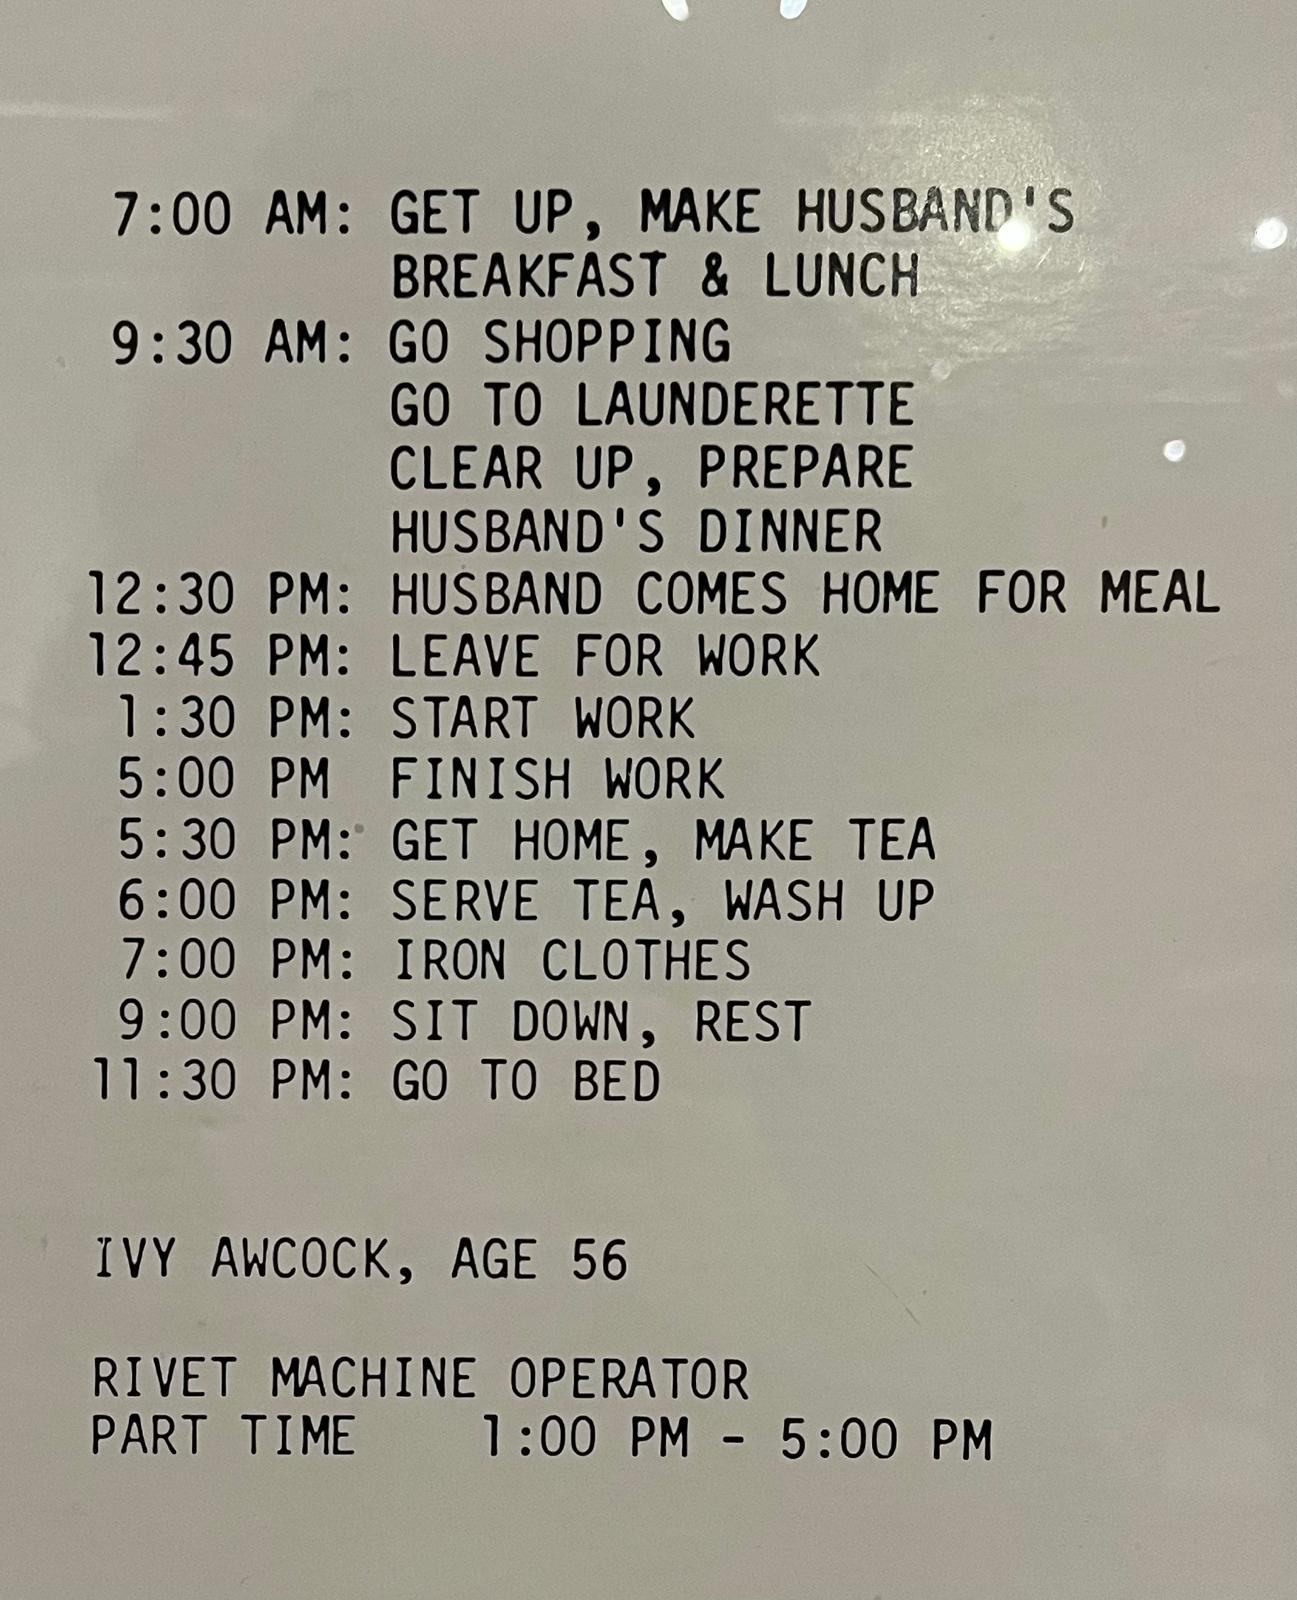 7:00 AM: GET UP, MAKE HUSBAND'S
BREAKFAST & LUNCH
9:30 AM: GO SHOPPING
GO TO LAUNDERETTE
CLEAR UP, PREPARE
HUSBAND'S DINNER
12:30 PM: HUSBAND COMES HOME FOR MEAL
12:45 PM: LEAVE FOR WORK
1:30 PM: START WORK
5:00 PM FINISH WORK
5:30 PM: GET HOME, MAKE TEA
6:00 PM: SERVE TEA, WASH UP
7:00 PM: IRON CLOTHES
9:00 PM: SIT DOWN, REST
11:30 PM: GO TO BED
IVY AWCOCK, AGE 56
RIVET MACHINE OPERATOR
PART TIME 1:00 PM - 5:00 PM